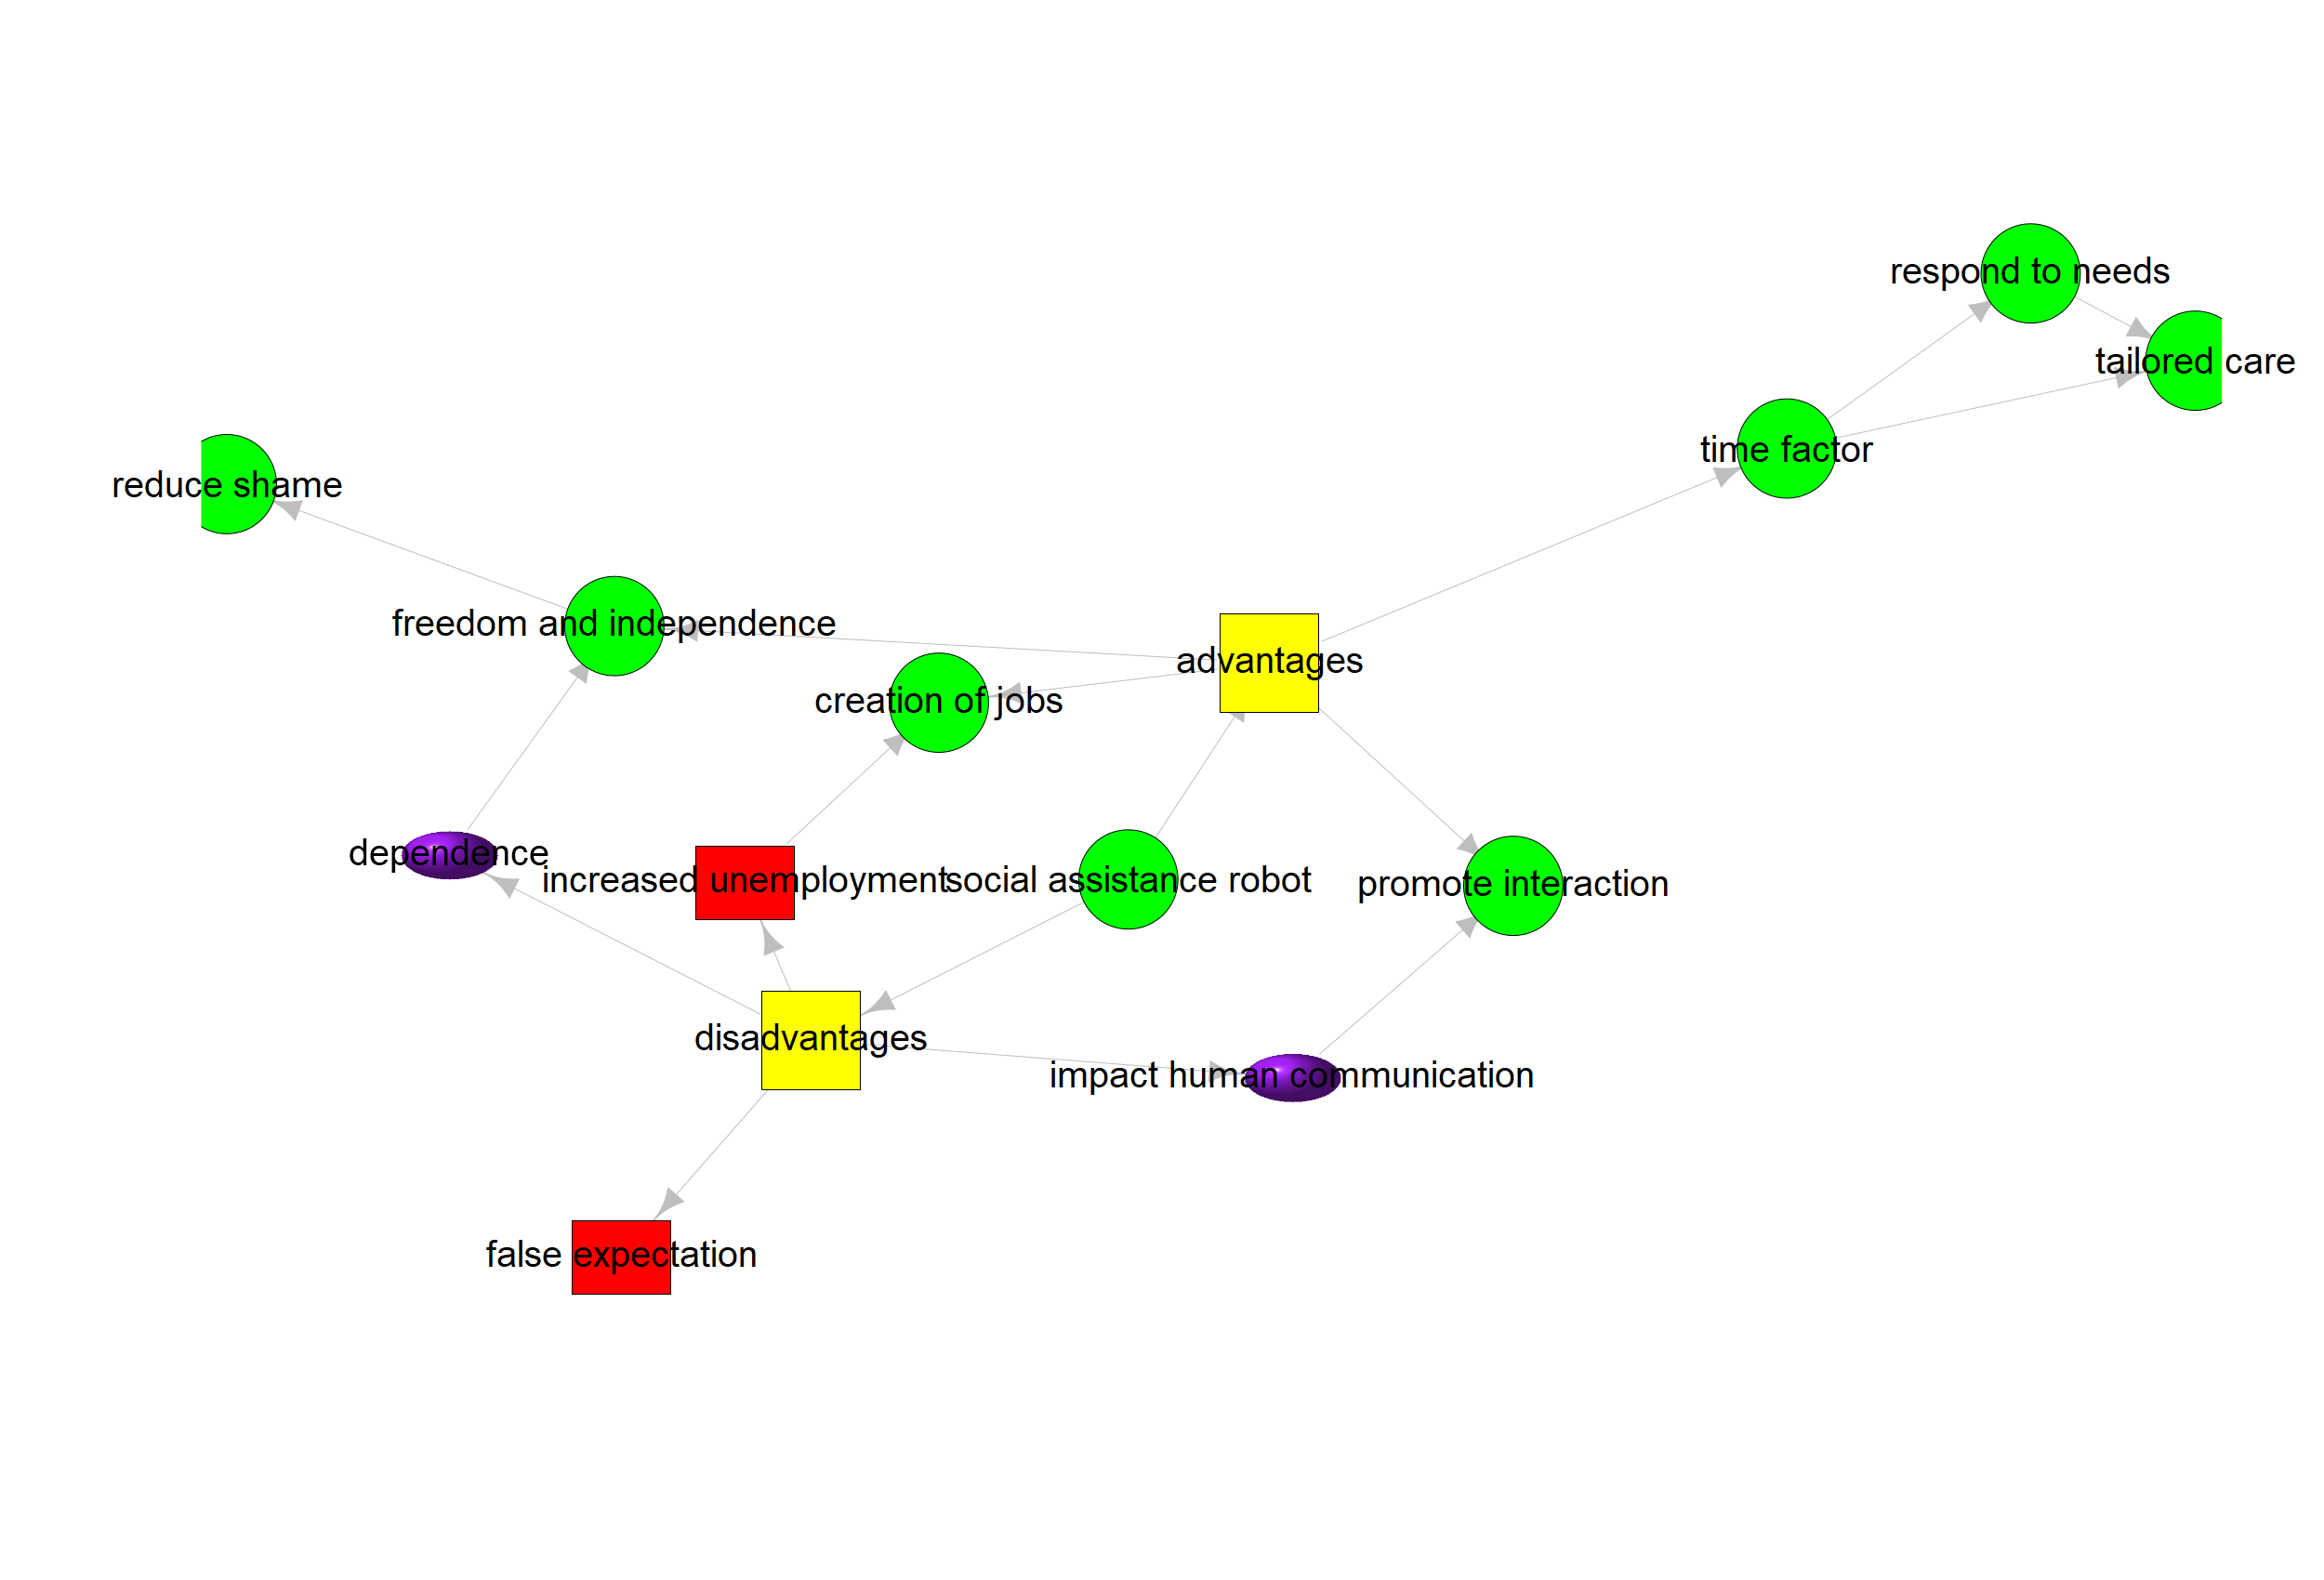 respond to needs
tailored care
time factor
reduce shame
freedom and independence
advantages
creation of jobs
dependence
increased unemployment
social assistance robot
promote interaction
disadvantages
impact human communication
false expectation